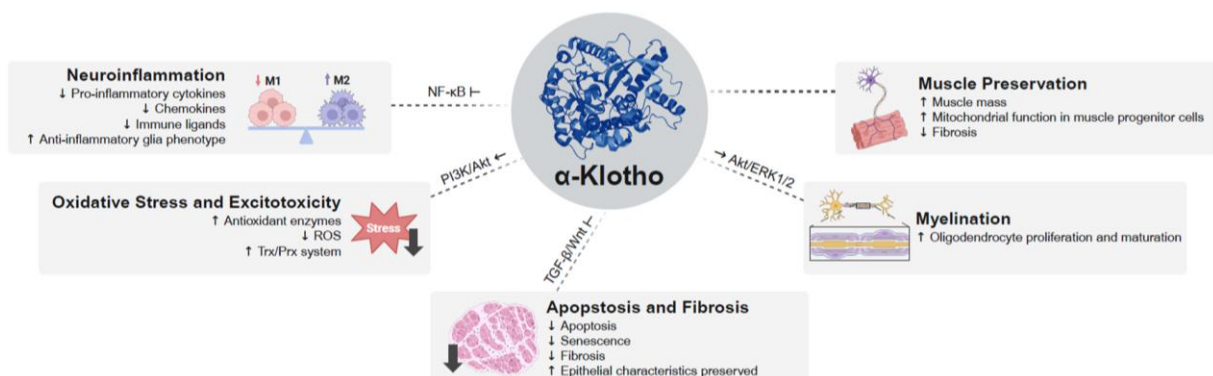 Neuroinflammation
↓ Pro-inflammatory cytokines
↓ Chemokines
↓ Immune ligands
↑ Anti-inflammatory glia phenotype
↓ M1
↑ M2
NF-κB ⊢
α-Klotho
Muscle Preservation
↑ Muscle mass
↑ Mitochondrial function in muscle progenitor cells
↓ Fibrosis
Oxidative Stress and Excitotoxicity
↑ Antioxidant enzymes
↓ ROS
↑ Trx/Prx system
Stress
PI3K/Akt ←
→ Akt/ERK1/2
Myelination
↑ Oligodendrocyte proliferation and maturation
TGF-β/Wnt ⊢
Apopstosis and Fibrosis
↓ Apoptosis
↓ Senescence
↓ Fibrosis
↑ Epithelial characteristics preserved